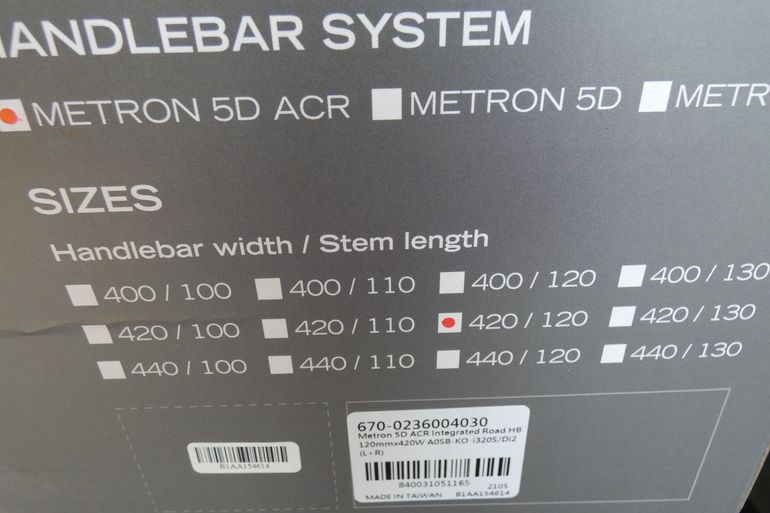 HANDLEBAR SYSTEM
METRON 5D ACR METRON 5D METR
SIZES
Handlebar width / Stem length
400 / 100 400 / 110 400 / 120 400 / 130
420 / 100 420 / 110 420 / 120 420 / 130
440 / 100 440 / 110 440 / 120 440 / 130
670-0236004030
Metron 5D ACR Integrated Road HB
120mmx420W A0SB-KO-i320S/Di2
(L+R)
840031051165 2105
MADE IN TAIWAN B1AA154614
B1AA154614